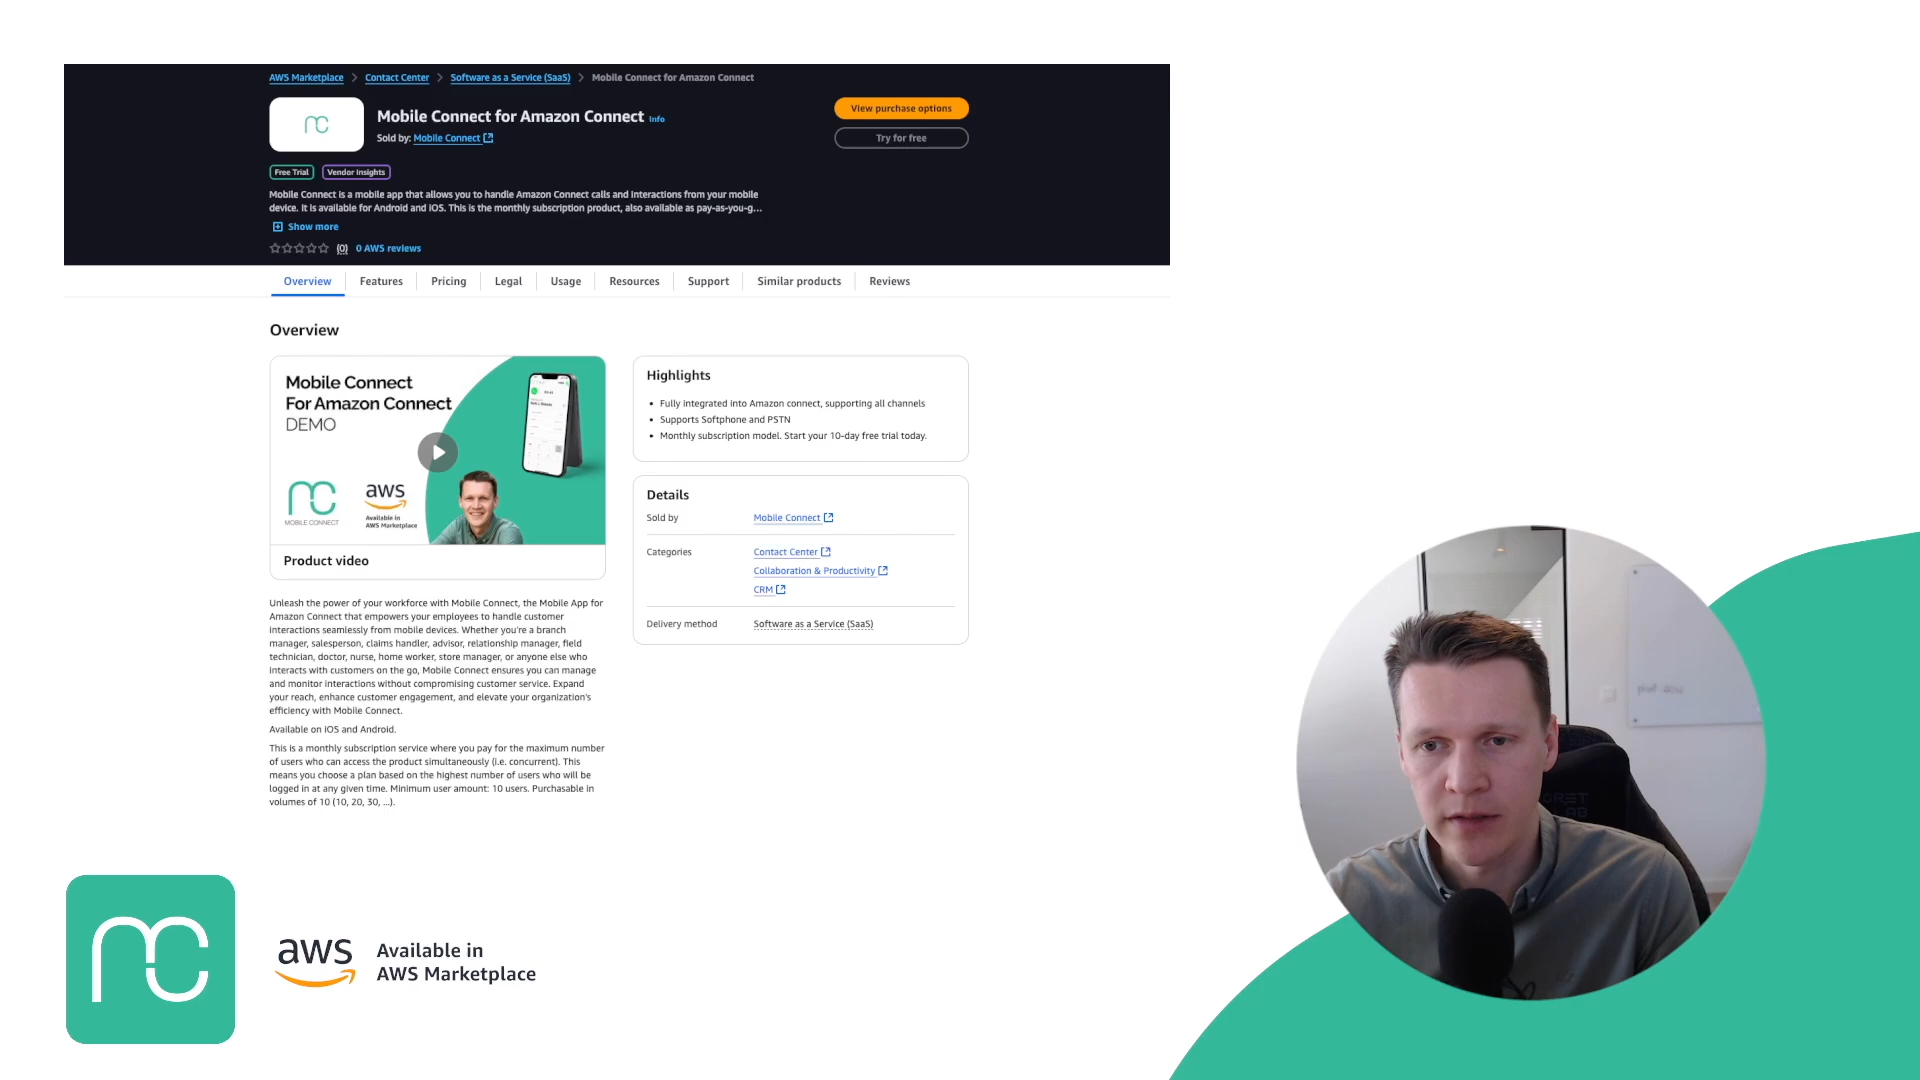 AWS Marketplace > Contact Center > Software as a Service (SaaS) > Mobile Connect for Amazon Connect
Mobile Connect for Amazon Connect Info
Sold by: Mobile Connect
View purchase options
Try for free
Free Trial Vendor Insights
Mobile Connect is a mobile app that allows you to handle Amazon Connect calls and interactions from your mobile
device. It is available for Android and iOS. This is the monthly subscription product, also available as pay-as-you-g...
Show more
(0) 0 AWS reviews
Overview Features Pricing Legal Usage Resources Support Similar products Reviews
Overview
Mobile Connect
For Amazon Connect
DEMO
MOBILE CONNECT
aws
Available in
AWS Marketplace
Product video
Unleash the power of your workforce with Mobile Connect, the Mobile App for
Amazon Connect that empowers your employees to handle customer
interactions seamlessly from mobile devices. Whether you're a branch
manager, salesperson, claims handler, advisor, relationship manager, field
technician, doctor, nurse, home worker, store manager, or anyone else who
interacts with customers on the go, Mobile Connect ensures you can manage
and monitor interactions without compromising customer service. Expand
your reach, enhance customer engagement, and elevate your organization's
efficiency with Mobile Connect.
Available on iOS and Android.
This is a monthly subscription service where you pay for the maximum number
of users who can access the product simultaneously (i.e. concurrent). This
means you choose a plan based on the highest number of users who will be
logged in at any given time. Minimum user amount: 10 users. Purchasable in
volumes of 10 (10, 20, 30, ...).
Highlights
• Fully integrated into Amazon connect, supporting all channels
• Supports Softphone and PSTN
• Monthly subscription model. Start your 10-day free trial today.
Details
Sold by Mobile Connect
Categories Contact Center
Collaboration & Productivity
CRM
Delivery method Software as a Service (SaaS)
aws
Available in
AWS Marketplace